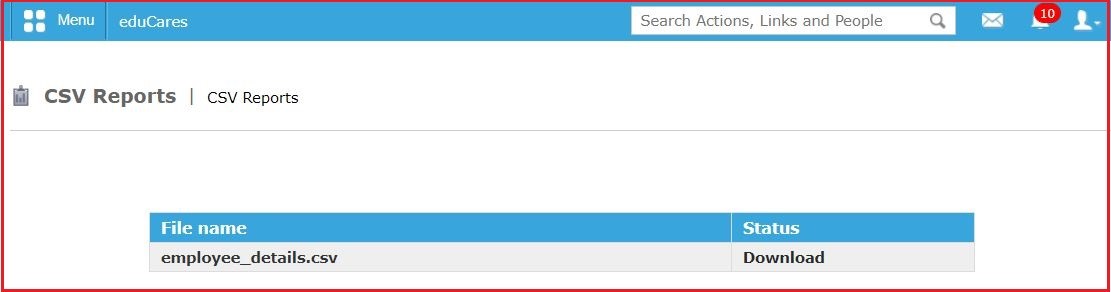 Menu eduCares Search Actions, Links and People 10
CSV Reports | CSV Reports
File name Status
employee_details.csv Download